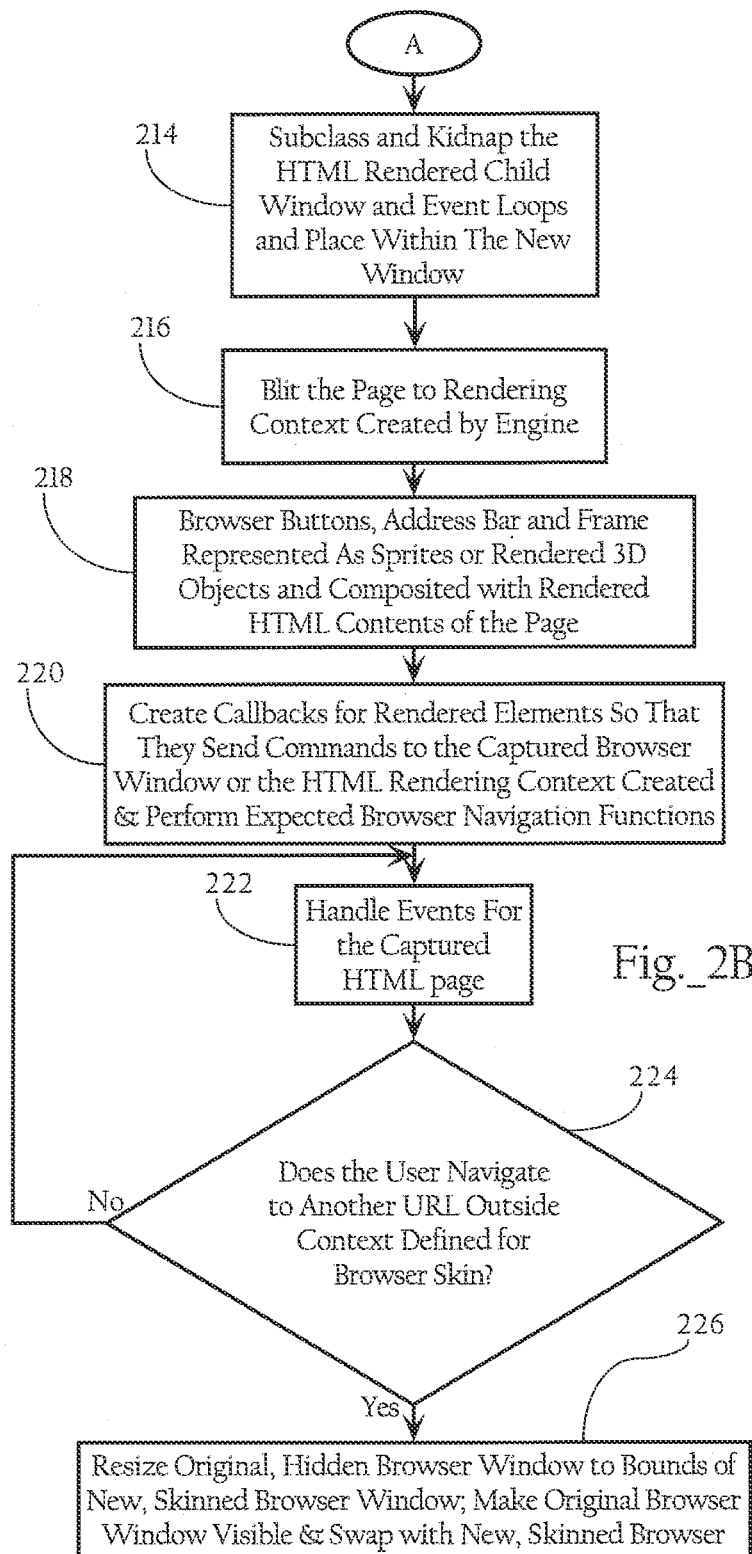 A
214
Subclass and Kidnap the
HTML Rendered Child
Window and Event Loops
and Place Within The New
Window
216
Blit the Page to Rendering
Context Created by Engine
218
Browser Buttons, Address Bar and Frame
Represented As Sprites or Rendered 3D
Objects and Composited with Rendered
HTML Contents of the Page
220
Create Callbacks for Rendered Elements So That
They Send Commands to the Captured Browser
Window or the HTML Rendering Context Created
& Perform Expected Browser Navigation Functions
222
Handle Events For
the Captured
HTML page
Fig._2B
224
Does the User Navigate
to Another URL Outside
Context Defined for
Browser Skin?
No
Yes
226
Resize Original, Hidden Browser Window to Bounds of
New, Skinned Browser Window; Make Original Browser
Window Visible & Swap with New, Skinned Browser